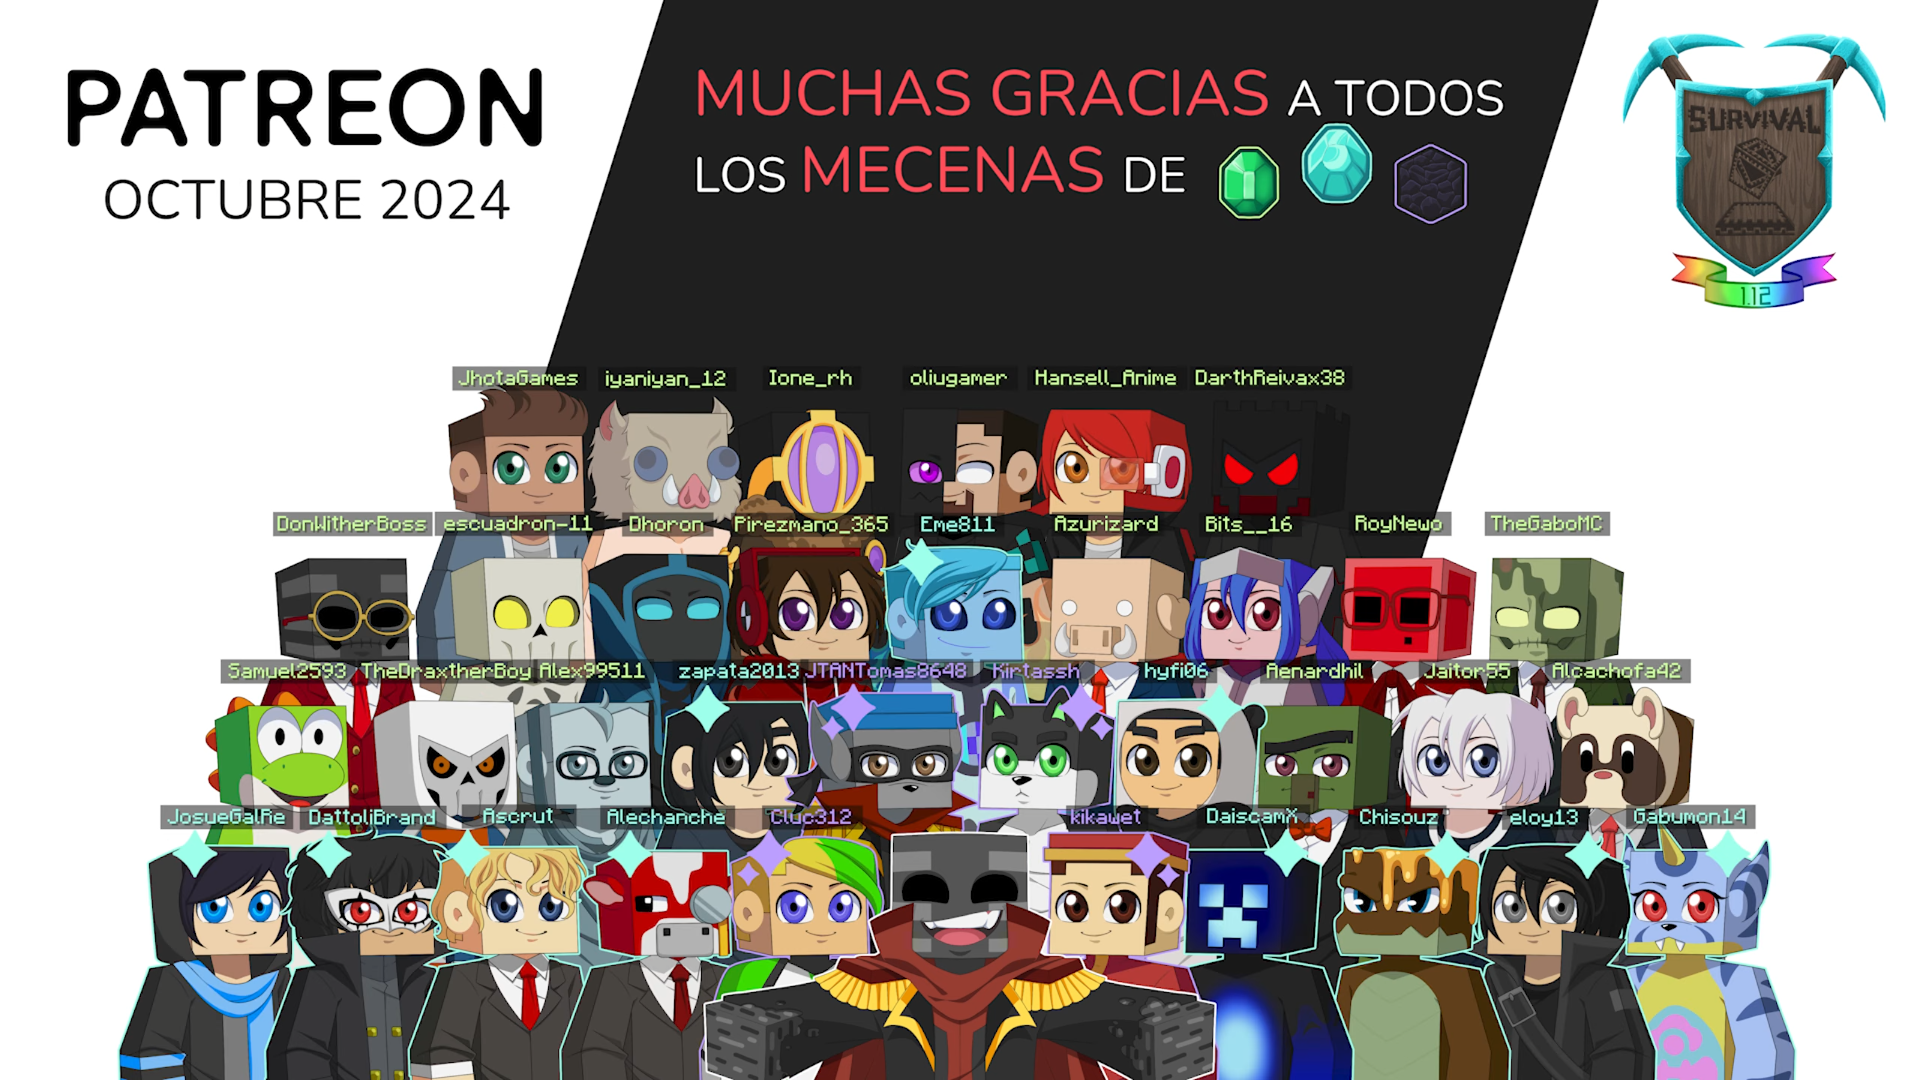 PATREON
OCTUBRE 2024
MUCHAS GRACIAS A TODOS
LOS MECENAS DE
SURVIVAL
1.12
JhotaGames iyaniyan_12 Ione_rh oliugamer Hansell_Anime DarthReivax38
DonWitherBoss escuadron-11 Dhoron Pirezmano_365 Eme811 Azurizard Bits__16 RoyNewo TheGaboMC
Samuel2593 TheDraxtherBoy Alex99511 zapata2013 JTANTomas8648 Kirtassh hyfi06 Aenardhil Jaitor55 Alcachofa42
JosueGalRe DattoliBrand Ascrut Alechanche Cluc312 kikawet DaiscamX Chisouz eloy13 Gabumon14